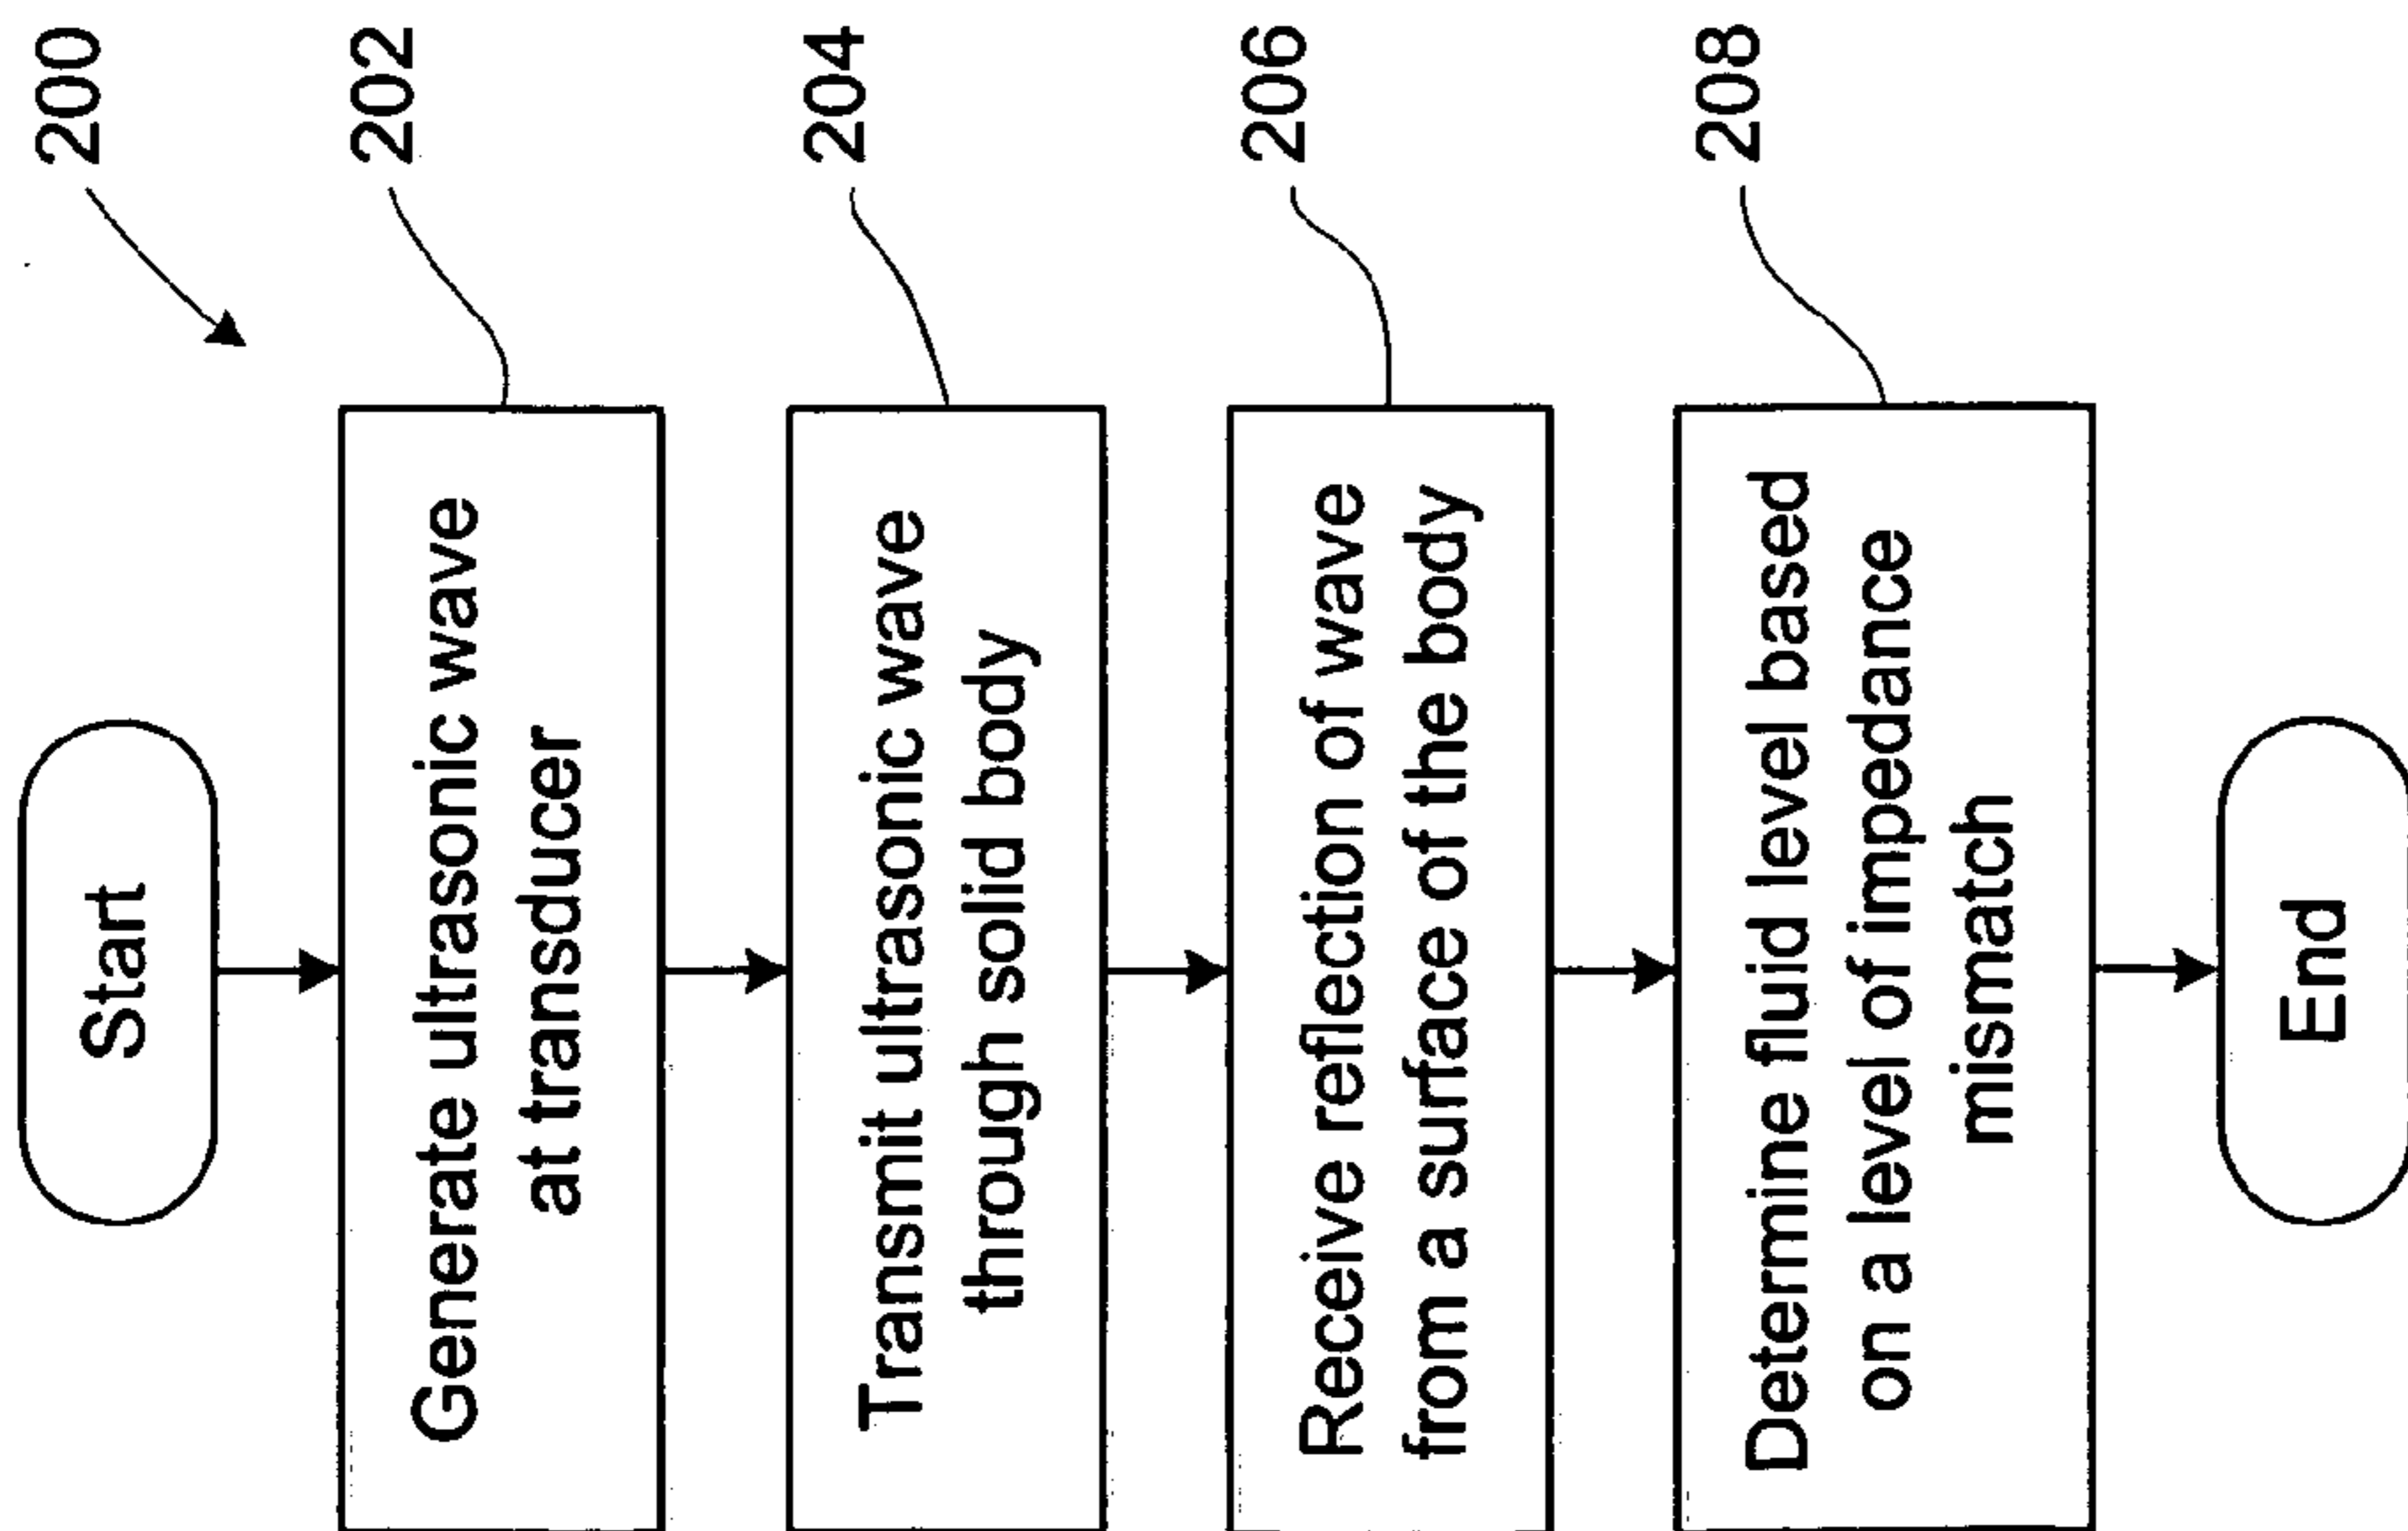 200
Start
202
Generate ultrasonic wave
at transducer
204
Transmit ultrasonic wave
through solid body
206
Receive reflection of wave
from a surface of the body
208
Determine fluid level based
on a level of impedance
mismatch
End